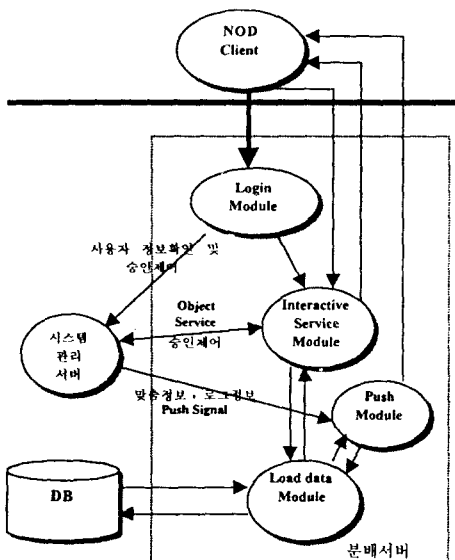 NOD
Client
Login
Module
사용자 정보확인 및
승인제어
Object
Service
승인제어
Interactive
Service
Module
시스템
관리
서버
맞춤정보, 로그정보
Push Signal
Push
Module
DB
Load data
Module
분배서버